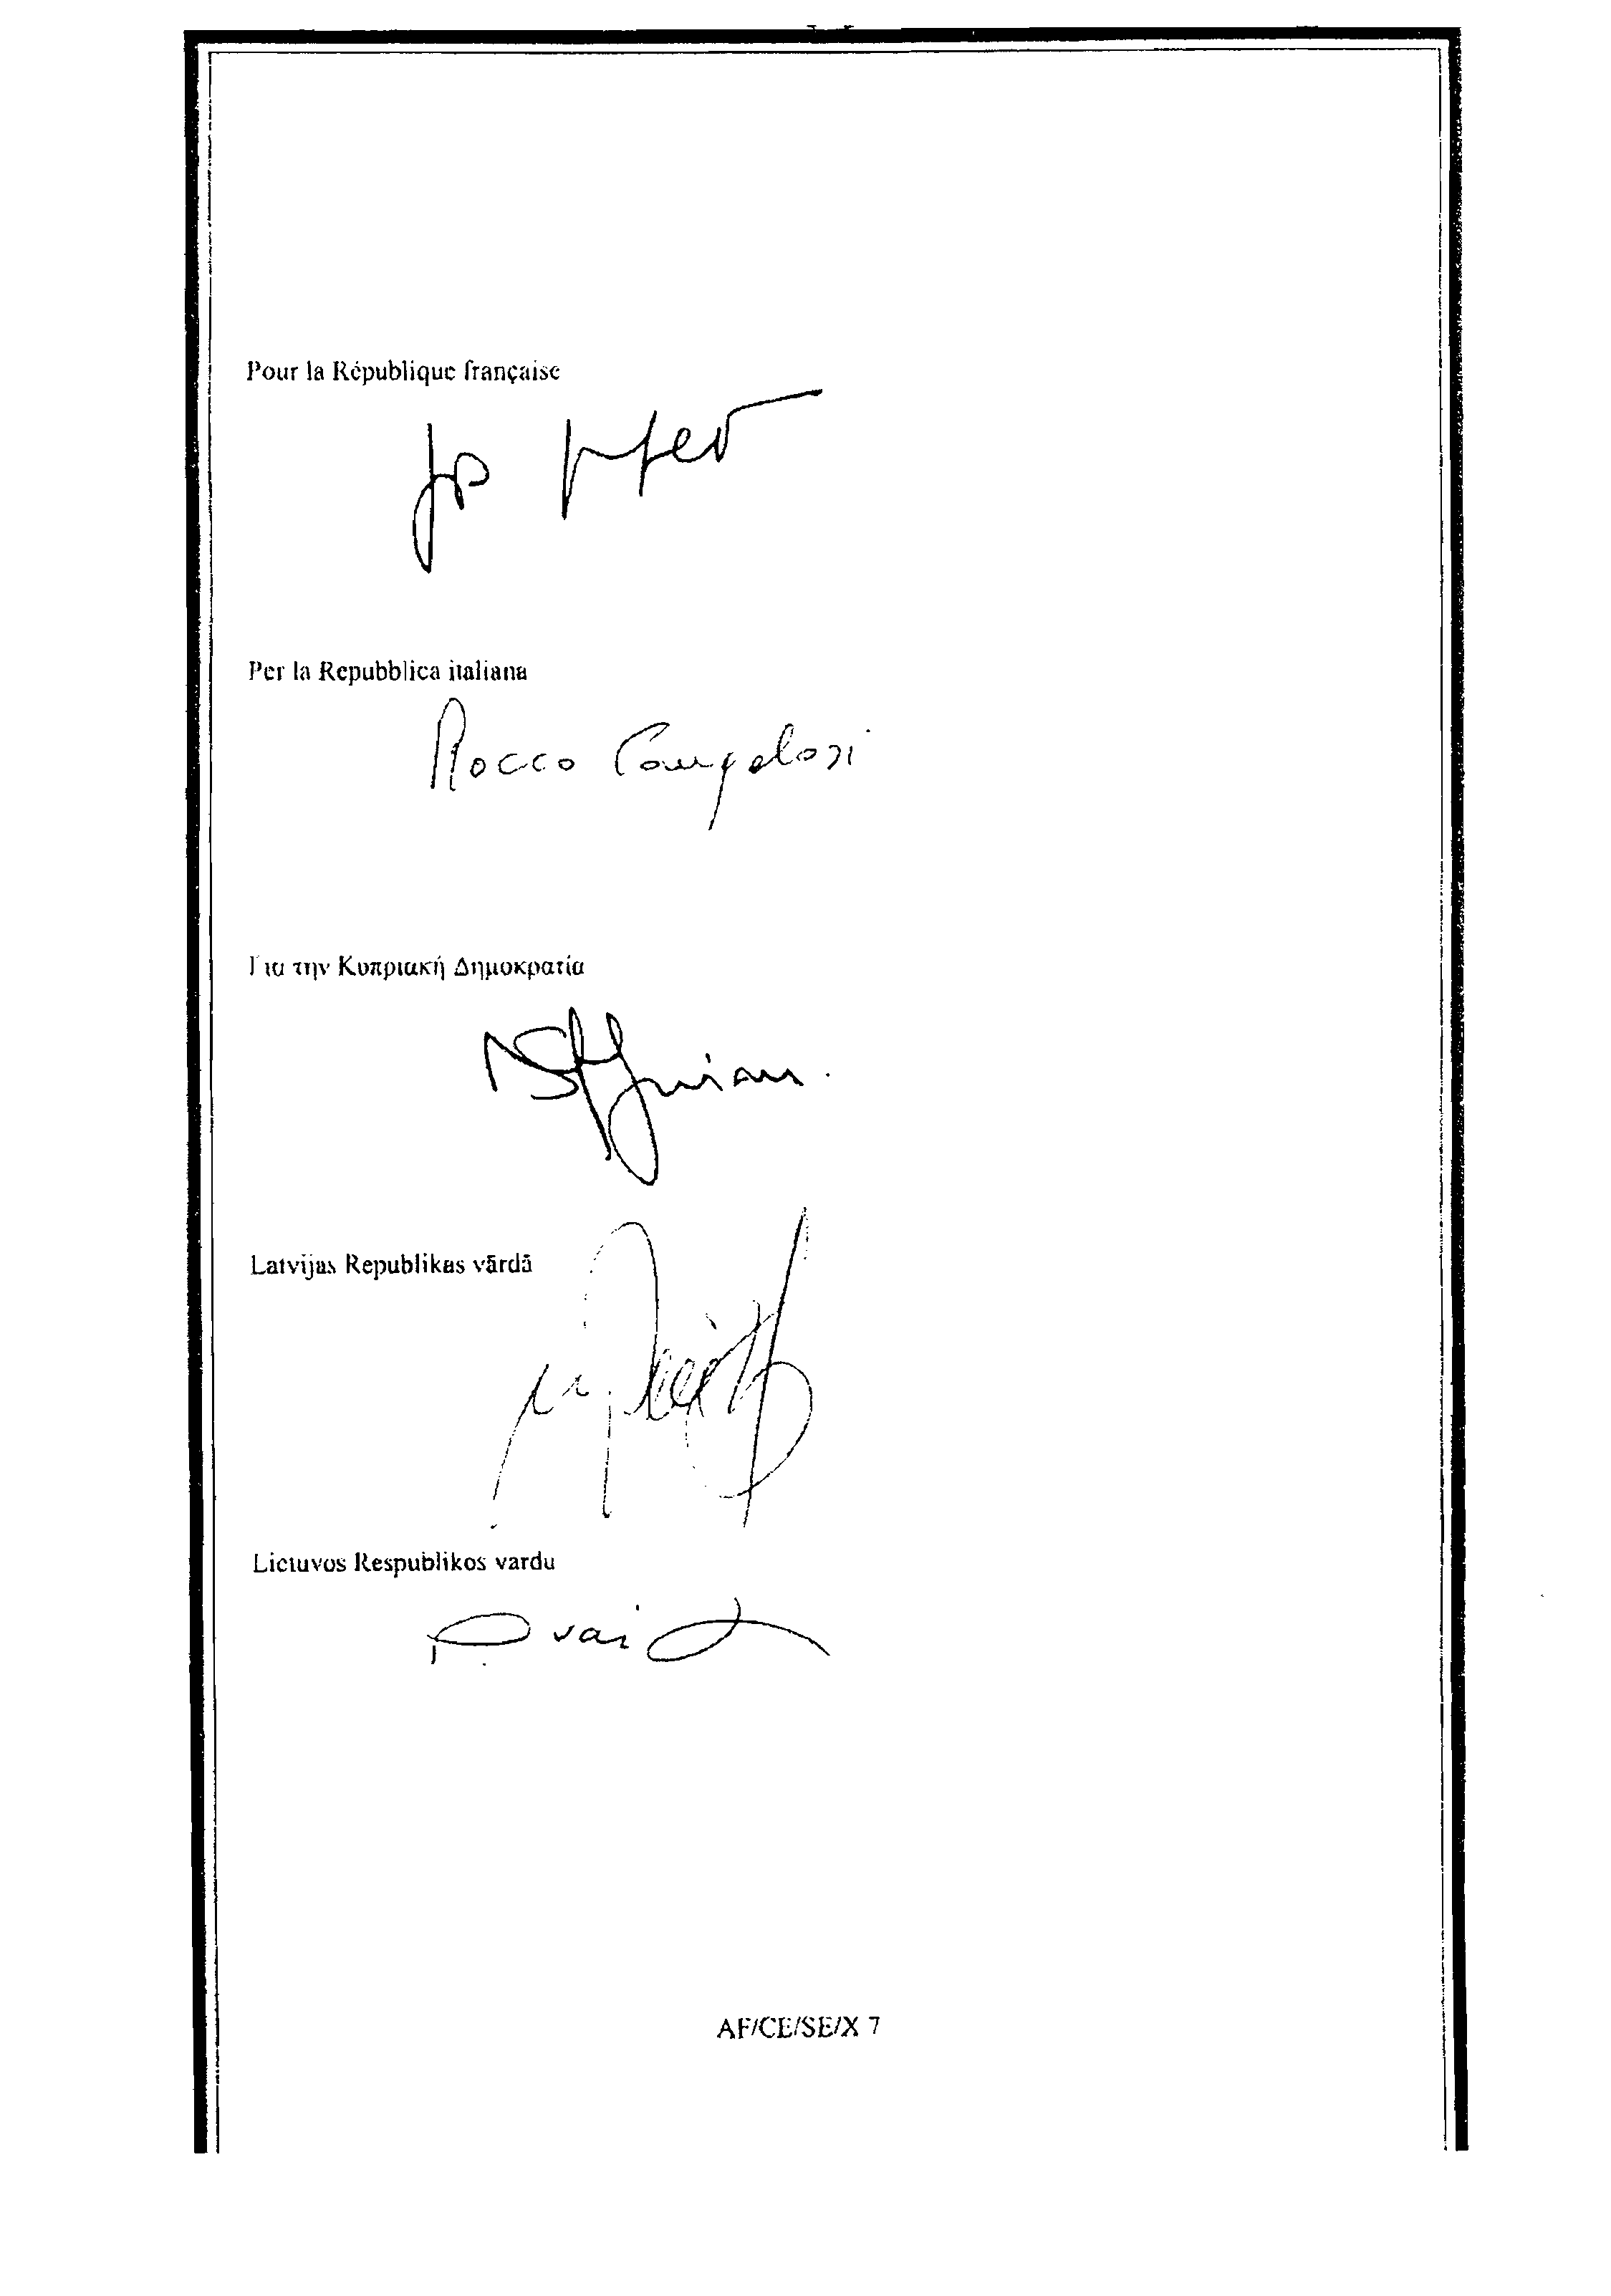 Pour la République française
Per la Repubblica italiana
Rocco Cangelosi
Για την Κυπριακή Δημοκρατία
Latvijas Republikas vārdā
Lietuvos Respublikos vardu
AF/CE/SE/X 7